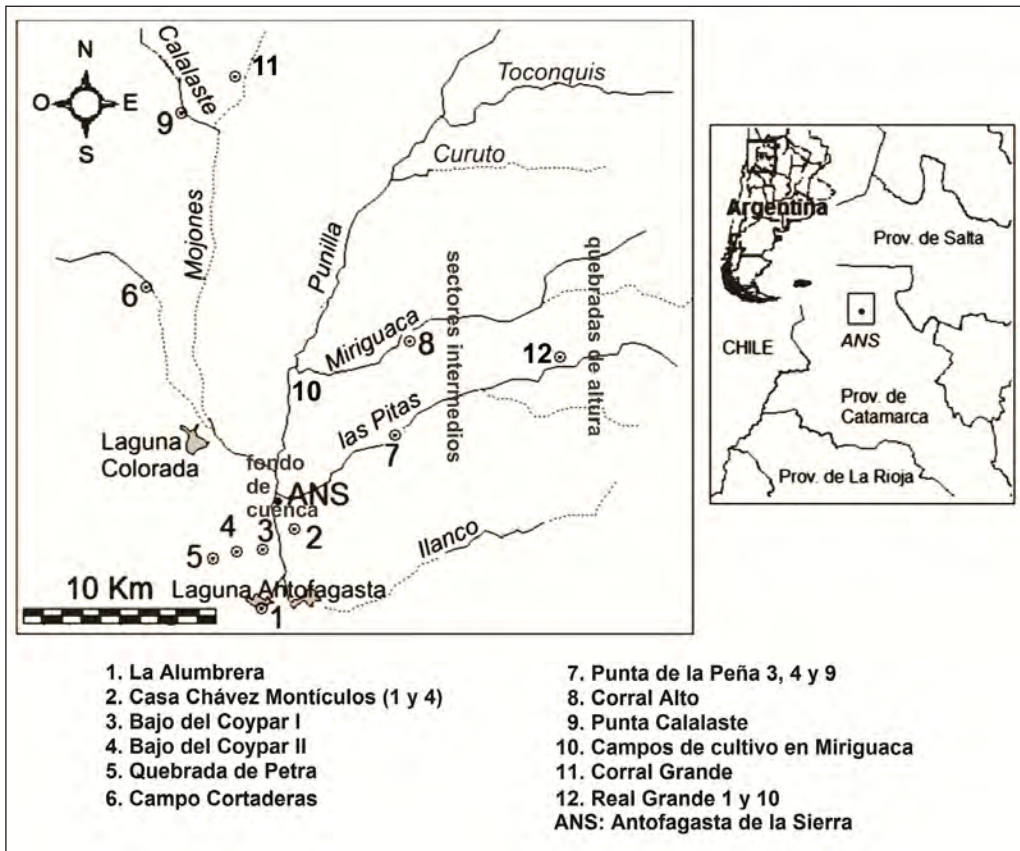 N
O E
S
Calalaste
11
9
Toconquis
Curuto
Mojones
Punilla
6
sectores intermedios
quebradas de altura
Miriguaca
8
12
10
las Pitas
7
Laguna
Colorada
fondo
de
cuenca
ANS
2
3
4
5
Ilanco
10 Km
Laguna Antofagasta
1
Argentina
Prov. de Salta
CHILE
ANS
Prov. de
Catamarca
Prov. de La Rioja
1. La Alumbrera
2. Casa Chávez Montículos (1 y 4)
3. Bajo del Coypar I
4. Bajo del Coypar II
5. Quebrada de Petra
6. Campo Cortaderas
7. Punta de la Peña 3, 4 y 9
8. Corral Alto
9. Punta Calalaste
10. Campos de cultivo en Miriguaca
11. Corral Grande
12. Real Grande 1 y 10
ANS: Antofagasta de la Sierra